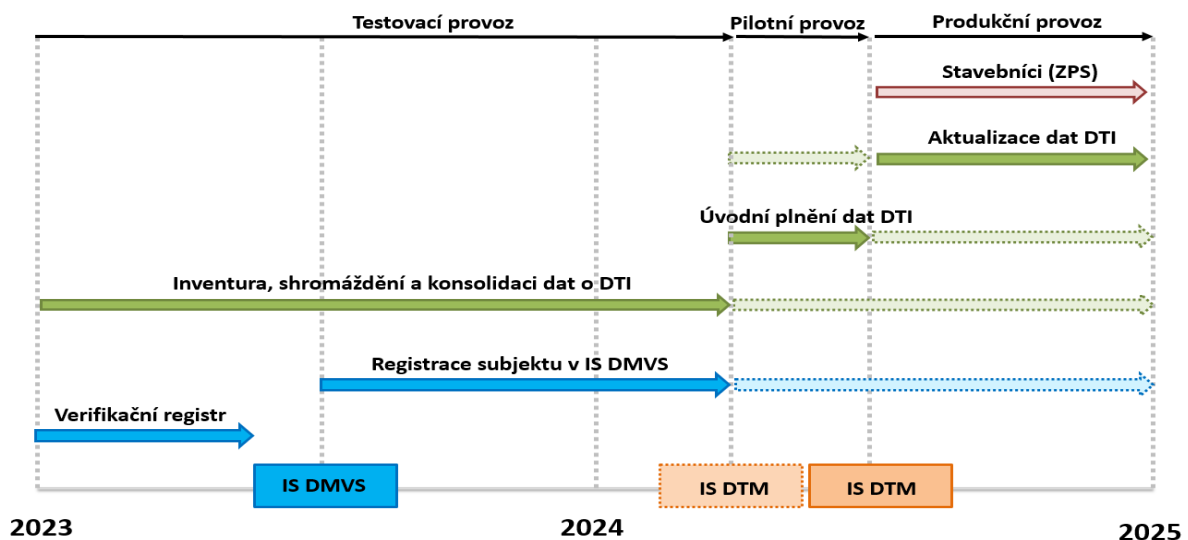 Testovací provoz
Pilotní provoz
Produkční provoz
Stavebníci (ZPS)
Aktualizace dat DTI
Úvodní plnění dat DTI
Inventura, shromáždění a konsolidaci dat o DTI
Registrace subjektu v IS DMVS
Verifikační registr
IS DMVS
IS DTM
IS DTM
2023
2024
2025